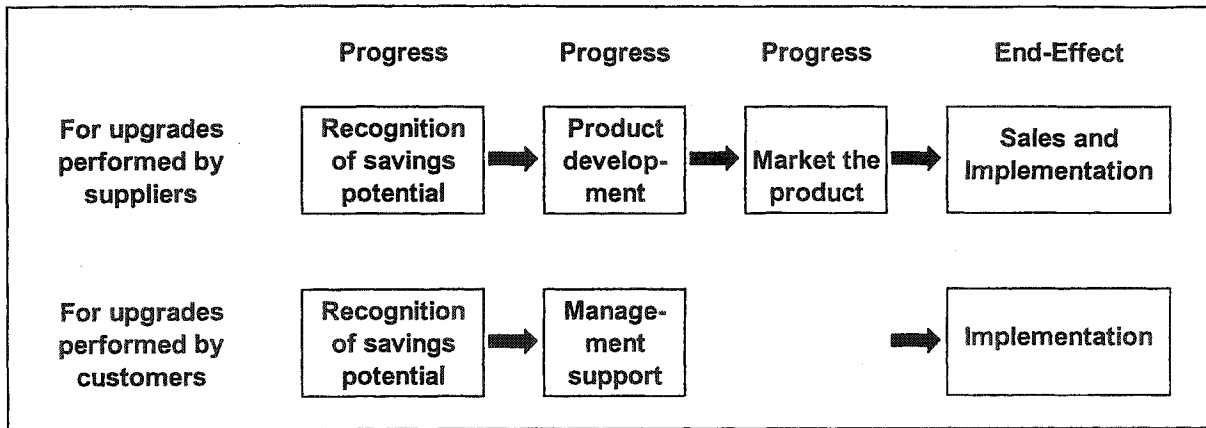 Progress Progress Progress End-Effect
For upgrades
performed by
suppliers
Recognition
of savings
potential
Product
develop-
ment
Market the
product
Sales and
Implementation
For upgrades
performed by
customers
Recognition
of savings
potential
Manage-
ment
support
Implementation